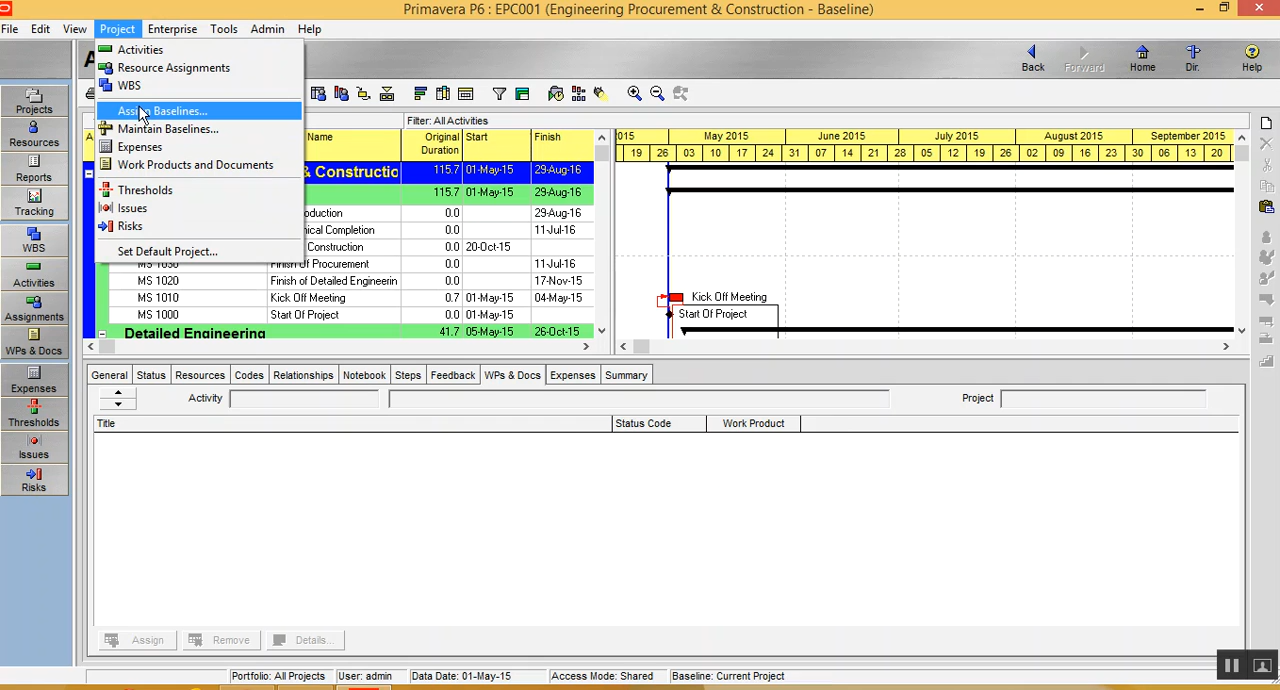 Primavera P6 : EPC001 (Engineering Procurement & Construction - Baseline)
File Edit View Project Enterprise Tools Admin Help
Activities
Resource Assignments
WBS
Assign Baselines...
Maintain Baselines...
Expenses
Work Products and Documents
Thresholds
Issues
Risks
Set Default Project...
Back Forward Home Dir. Help
Projects
Resources
Reports
Tracking
WBS
Activities
Assignments
WPs & Docs
Expenses
Thresholds
Issues
Risks
Filter: All Activities
Name Original Duration Start Finish
& Constructio 115.7 01-May-15 29-Aug-16
115.7 01-May-15 29-Aug-16
oduction 0.0 29-Aug-16
nical Completion 0.0 11-Jul-16
Construction 0.0 20-Oct-15
MS 1030 Finish Of Procurement 0.0 11-Jul-16
MS 1020 Finish of Detailed Engineerin 0.0 17-Nov-15
MS 1010 Kick Off Meeting 0.7 01-May-15 04-May-15
MS 1000 Start Of Project 0.0 01-May-15
Detailed Engineering 41.7 05-May-15 26-Oct-15
015 May 2015 June 2015 July 2015 August 2015 September 2015
19 26 03 10 17 24 31 07 14 21 28 05 12 19 26 02 09 16 23 30 06 13 20
Kick Off Meeting
Start Of Project
General Status Resources Codes Relationships Notebook Steps Feedback WPs & Docs Expenses Summary
Activity Project
Title Status Code Work Product
Assign Remove Details...
Portfolio: All Projects User: admin Data Date: 01-May-15 Access Mode: Shared Baseline: Current Project